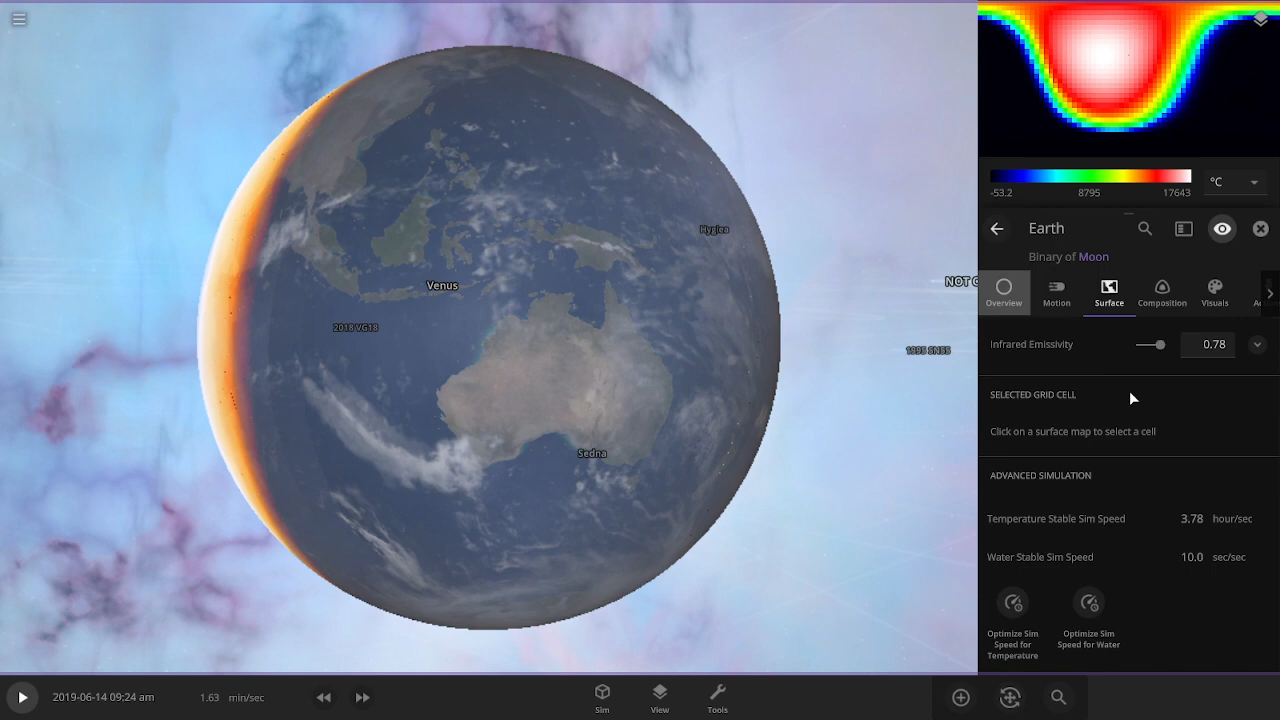 -53.2 8795 17643 °C
Earth
Binary of Moon
Overview Motion Surface Composition Visuals
Infrared Emissivity 0.78
SELECTED GRID CELL
Click on a surface map to select a cell
ADVANCED SIMULATION
Temperature Stable Sim Speed 3.78 hour/sec
Water Stable Sim Speed 10.0 sec/sec
Optimize Sim
Speed for
Temperature
Optimize Sim
Speed for Water
Hygiea
NOT
Venus
2018 VG18
Sedna
2019-06-14 09:24 am 1.63 min/sec
Sim View Tools